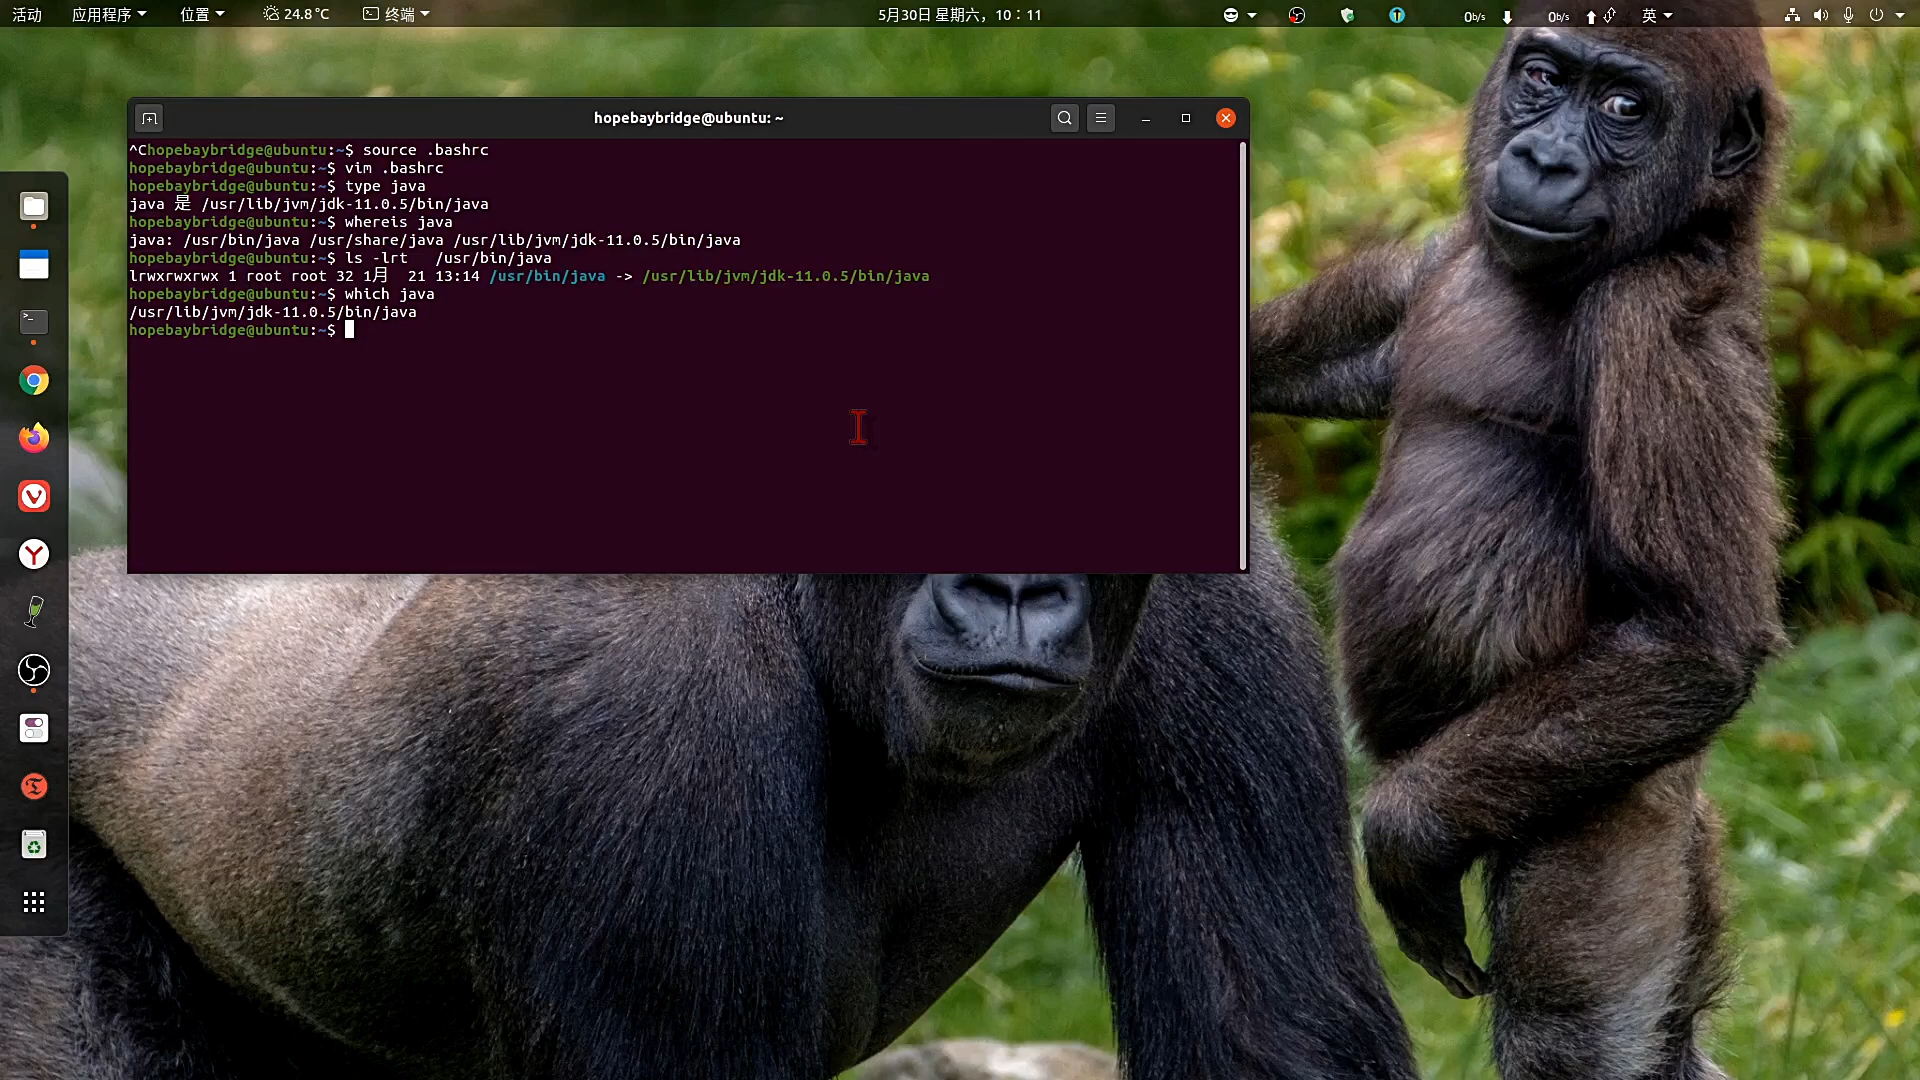 活动 应用程序 位置 24.8°C 终端 5月30日 星期六，10：11 0b/s 0b/s 英
hopebaybridge@ubuntu: ~
^Chopebaybridge@ubuntu:~$ source .bashrc
hopebaybridge@ubuntu:~$ vim .bashrc
hopebaybridge@ubuntu:~$ type java
java 是 /usr/lib/jvm/jdk-11.0.5/bin/java
hopebaybridge@ubuntu:~$ whereis java
java: /usr/bin/java /usr/share/java /usr/lib/jvm/jdk-11.0.5/bin/java
hopebaybridge@ubuntu:~$ ls -lrt   /usr/bin/java
lrwxrwxrwx 1 root root 32 1月  21 13:14 /usr/bin/java -> /usr/lib/jvm/jdk-11.0.5/bin/java
hopebaybridge@ubuntu:~$ which java
/usr/lib/jvm/jdk-11.0.5/bin/java
hopebaybridge@ubuntu:~$